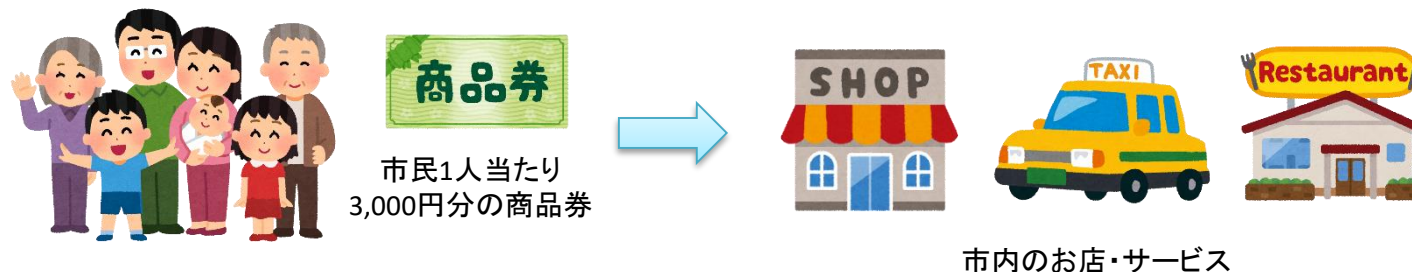 商品券
市民1人当たり
3,000円分の商品券
SHOP
TAXI
Restaurant
市内のお店・サービス